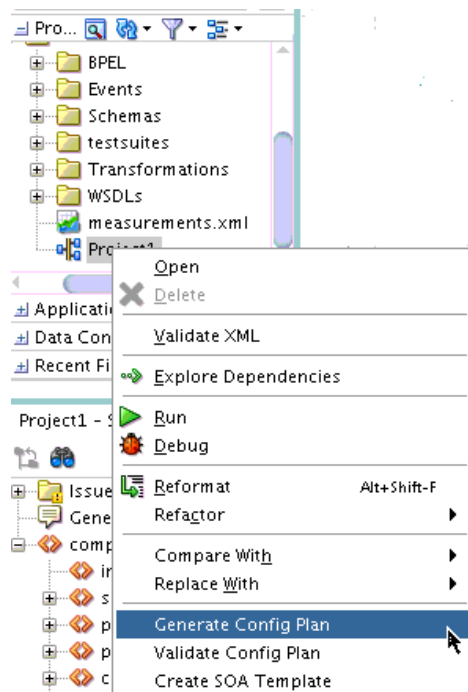 Pro...
BPEL
Events
Schemas
testsuites
Transformations
WSDLs
measurements.xml
Project1
Open
Delete
Applicati
Validate XML
Data Con
Recent Fi
Explore Dependencies
Run
Project1 - S
Debug
Reformat Alt+Shift-F
Issue
Refactor
Gene
comp
Compare With
in
Replace With
s
Generate Config Plan
p
Validate Config Plan
p
Create SOA Template
c